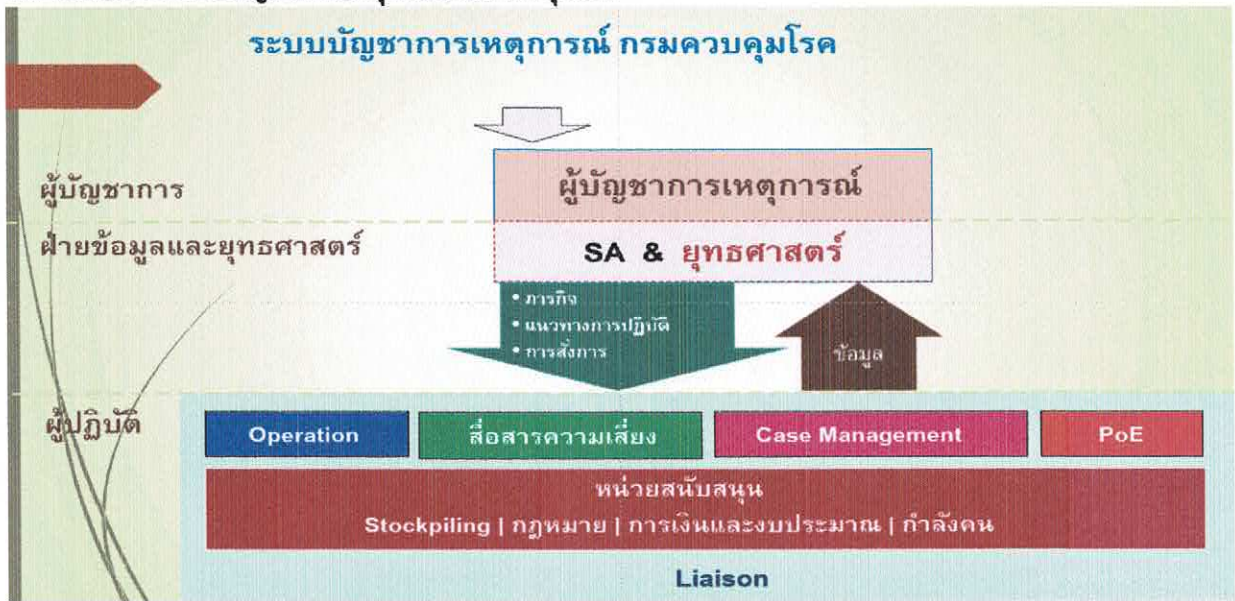 ระบบบัญชาการเหตุการณ์ กรมควบคุมโรค
ผู้บัญชาการ
ผู้บัญชาการเหตุการณ์
ฝ่ายข้อมูลและยุทธศาสตร์
SA & ยุทธศาสตร์
• ภารกิจ
• แนวทางการปฏิบัติ
• การสั่งการ
ข้อมูล
ผู้ปฏิบัติ
Operation
สื่อสารความเสี่ยง
Case Management
PoE
หน่วยสนับสนุน
Stockpiling | กฎหมาย | การเงินและงบประมาณ | กำลังคน
Liaison